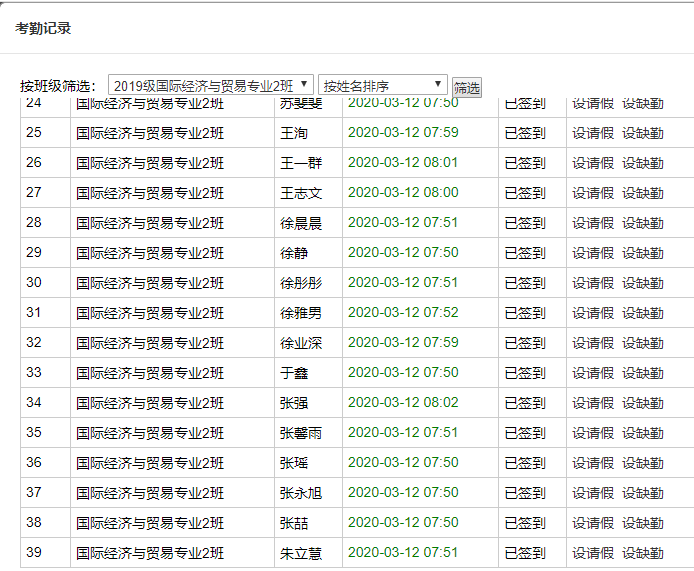 考勤记录
按班级筛选： 2019级国际经济与贸易专业2班 按姓名排序 筛选
24 国际经济与贸易专业2班 苏斐斐 2020-03-12 07:50 已签到 设请假 设缺勤
25 国际经济与贸易专业2班 王洵 2020-03-12 07:59 已签到 设请假 设缺勤
26 国际经济与贸易专业2班 王一群 2020-03-12 08:01 已签到 设请假 设缺勤
27 国际经济与贸易专业2班 王志文 2020-03-12 08:00 已签到 设请假 设缺勤
28 国际经济与贸易专业2班 徐晨晨 2020-03-12 07:51 已签到 设请假 设缺勤
29 国际经济与贸易专业2班 徐静 2020-03-12 07:50 已签到 设请假 设缺勤
30 国际经济与贸易专业2班 徐彤彤 2020-03-12 07:51 已签到 设请假 设缺勤
31 国际经济与贸易专业2班 徐雅男 2020-03-12 07:52 已签到 设请假 设缺勤
32 国际经济与贸易专业2班 徐业深 2020-03-12 07:59 已签到 设请假 设缺勤
33 国际经济与贸易专业2班 于鑫 2020-03-12 07:50 已签到 设请假 设缺勤
34 国际经济与贸易专业2班 张强 2020-03-12 08:02 已签到 设请假 设缺勤
35 国际经济与贸易专业2班 张馨雨 2020-03-12 07:51 已签到 设请假 设缺勤
36 国际经济与贸易专业2班 张瑶 2020-03-12 07:50 已签到 设请假 设缺勤
37 国际经济与贸易专业2班 张永旭 2020-03-12 07:50 已签到 设请假 设缺勤
38 国际经济与贸易专业2班 张喆 2020-03-12 07:50 已签到 设请假 设缺勤
39 国际经济与贸易专业2班 朱立慧 2020-03-12 07:51 已签到 设请假 设缺勤